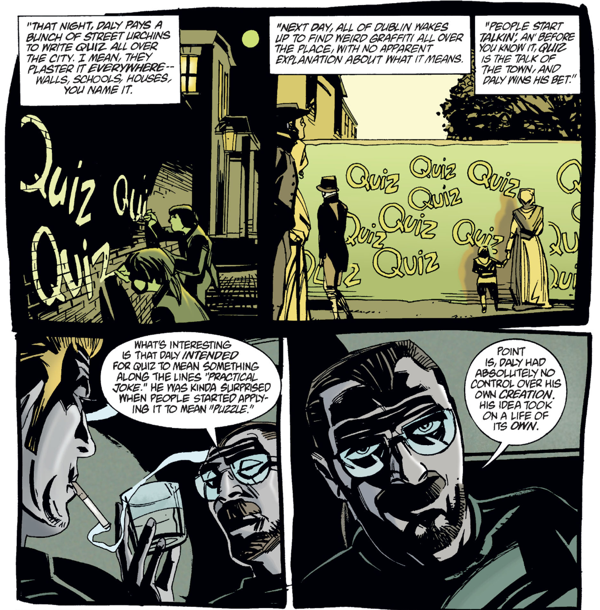 "THAT NIGHT, DALY PAYS A
BUNCH OF STREET URCHINS
TO WRITE QUIZ ALL OVER
THE CITY. I MEAN, THEY
PLASTER IT EVERYWHERE--
WALLS, SCHOOLS, HOUSES,
YOU NAME IT.
QUIZ
QUI
QUIZ
"NEXT DAY, ALL OF DUBLIN WAKES
UP TO FIND WEIRD GRAFFITI ALL OVER
THE PLACE, WITH NO APPARENT
EXPLANATION ABOUT WHAT IT MEANS.
"PEOPLE START
TALKIN', AN' BEFORE
YOU KNOW IT, QUIZ
IS THE TALK OF
THE TOWN, AND
DALY WINS HIS BET."
QUIZ
QUIZ
QUIZ
QUIZ
QUIZ
QUIZ
QUIZ
QUIZ
QUIZ
QUI
WHAT'S INTERESTING
IS THAT DALY INTENDED
FOR QUIZ TO MEAN SOMETHING
ALONG THE LINES "PRACTICAL
JOKE." HE WAS KINDA SURPRISED
WHEN PEOPLE STARTED APPLY-
ING IT TO MEAN "PUZZLE."
POINT
IS, DALY HAD
ABSOLUTELY NO
CONTROL OVER HIS
OWN CREATION.
HIS IDEA TOOK
ON A LIFE OF
ITS OWN.